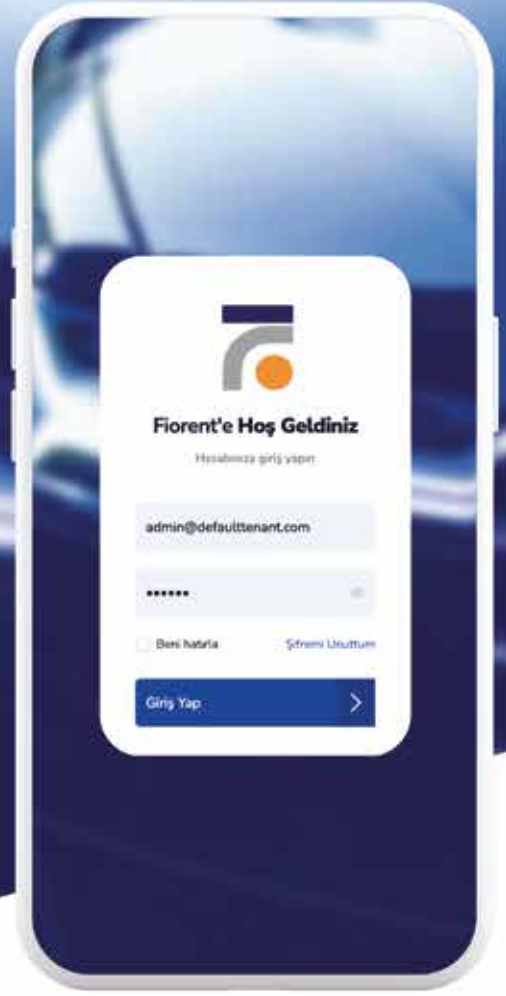 Fiorent'e Hoş Geldiniz
Hesabınıza giriş yapın
admin@defaulttenant.com
••••••
Beni hatırla
Şifremi Unuttum
Giriş Yap